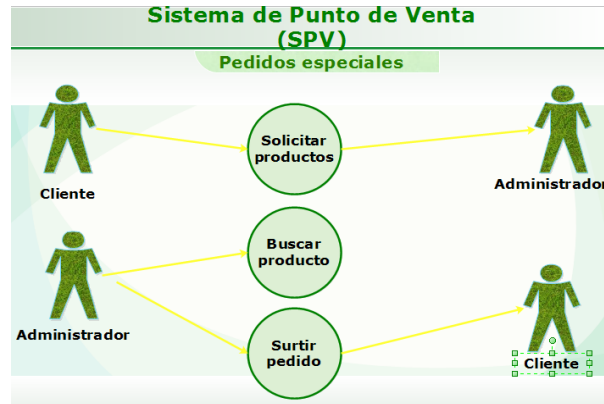 Sistema de Punto de Venta
(SPV)
Pedidos especiales
Solicitar
productos
Cliente
Administrador
Buscar
producto
Administrador
Surtir
pedido
Cliente